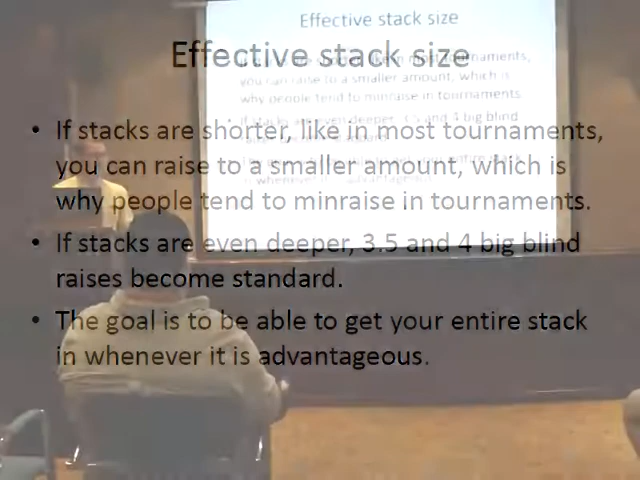 Effective stack size
Effective stack size
• If stacks are shorter, like in most tournaments,
you can raise to a smaller amount, which is
why people tend to minraise in tournaments.
• If stacks are even deeper, 3.5 and 4 big blind
raises become standard.
• The goal is to be able to get your entire stack
in whenever it is advantageous.